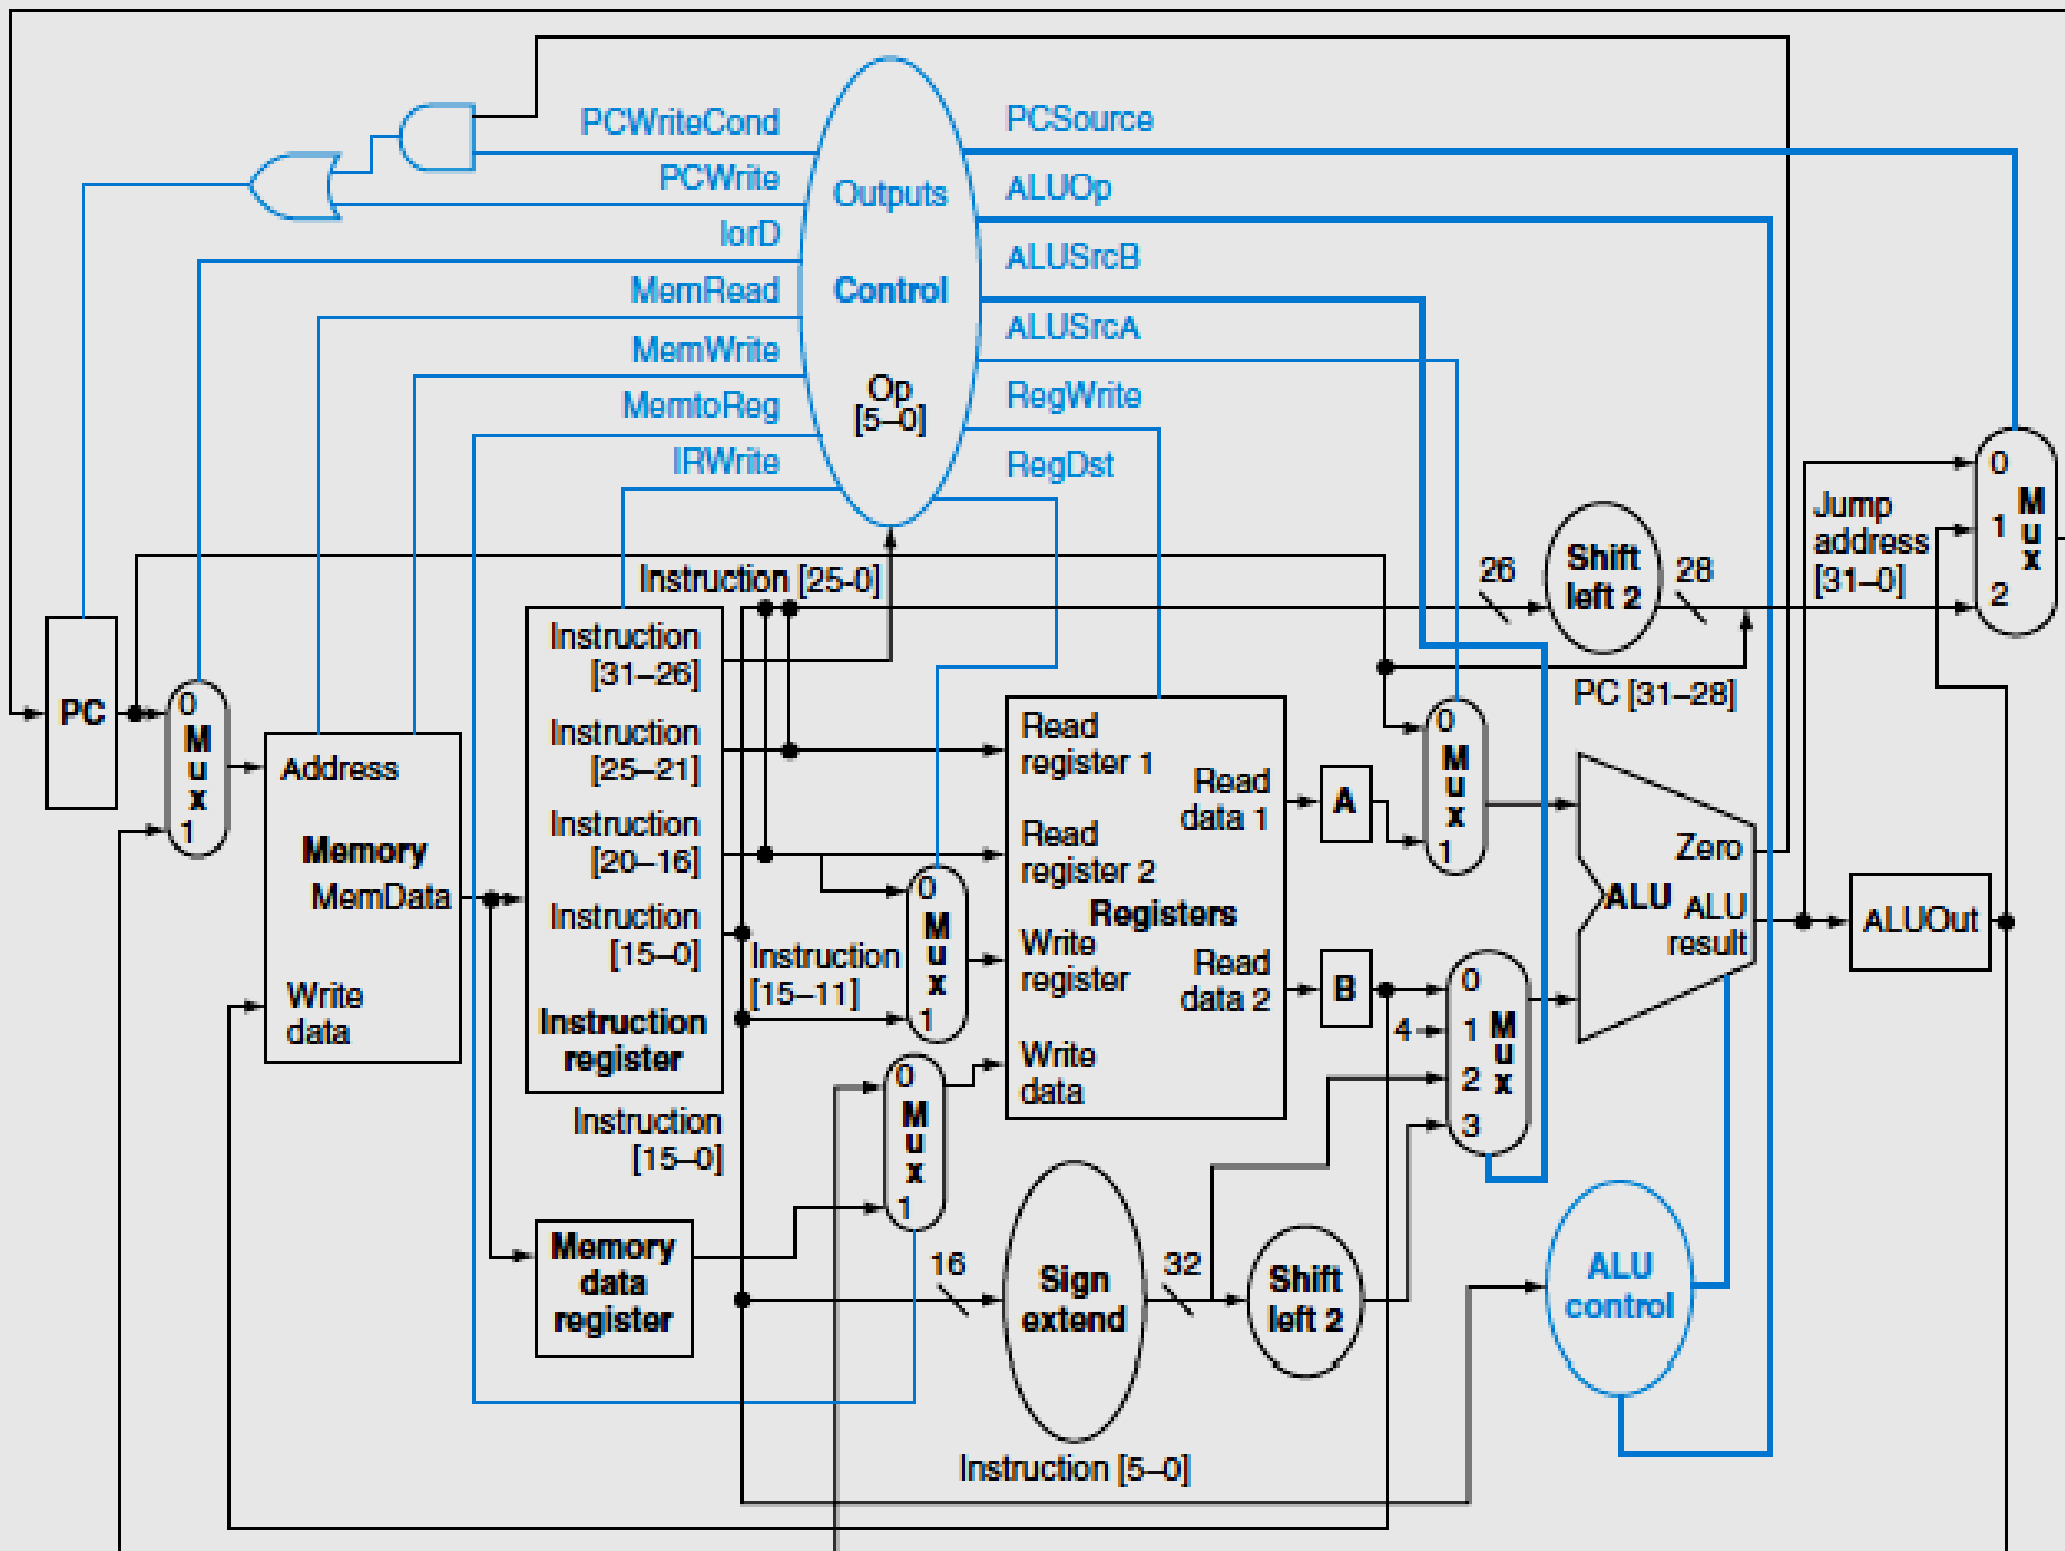 PCWriteCond
PCWrite
IorD
MemRead
MemWrite
MemtoReg
IRWrite
Outputs
Control
Op
[5–0]
PCSource
ALUOp
ALUSrcB
ALUSrcA
RegWrite
RegDst
PC
0
M
u
x
1
Address
Memory
MemData
Write
data
Instruction [25-0]
Instruction
[31–26]
Instruction
[25–21]
Instruction
[20–16]
Instruction
[15–0]
Instruction
register
Instruction
[15–0]
Memory
data
register
Instruction
[15–11]
0
M
u
x
1
0
M
u
x
1
Read
register 1
Read
register 2
Registers
Write
register
Write
data
Read
data 1
Read
data 2
A
B
16
Sign
extend
32
Shift
left 2
Instruction [5–0]
0
M
u
x
1
4
0
1
2
3
M
u
x
26
Shift
left 2
28
PC [31–28]
Jump
address
[31–0]
Zero
ALU
ALU
result
ALU
control
ALUOut
0
1
2
M
u
x